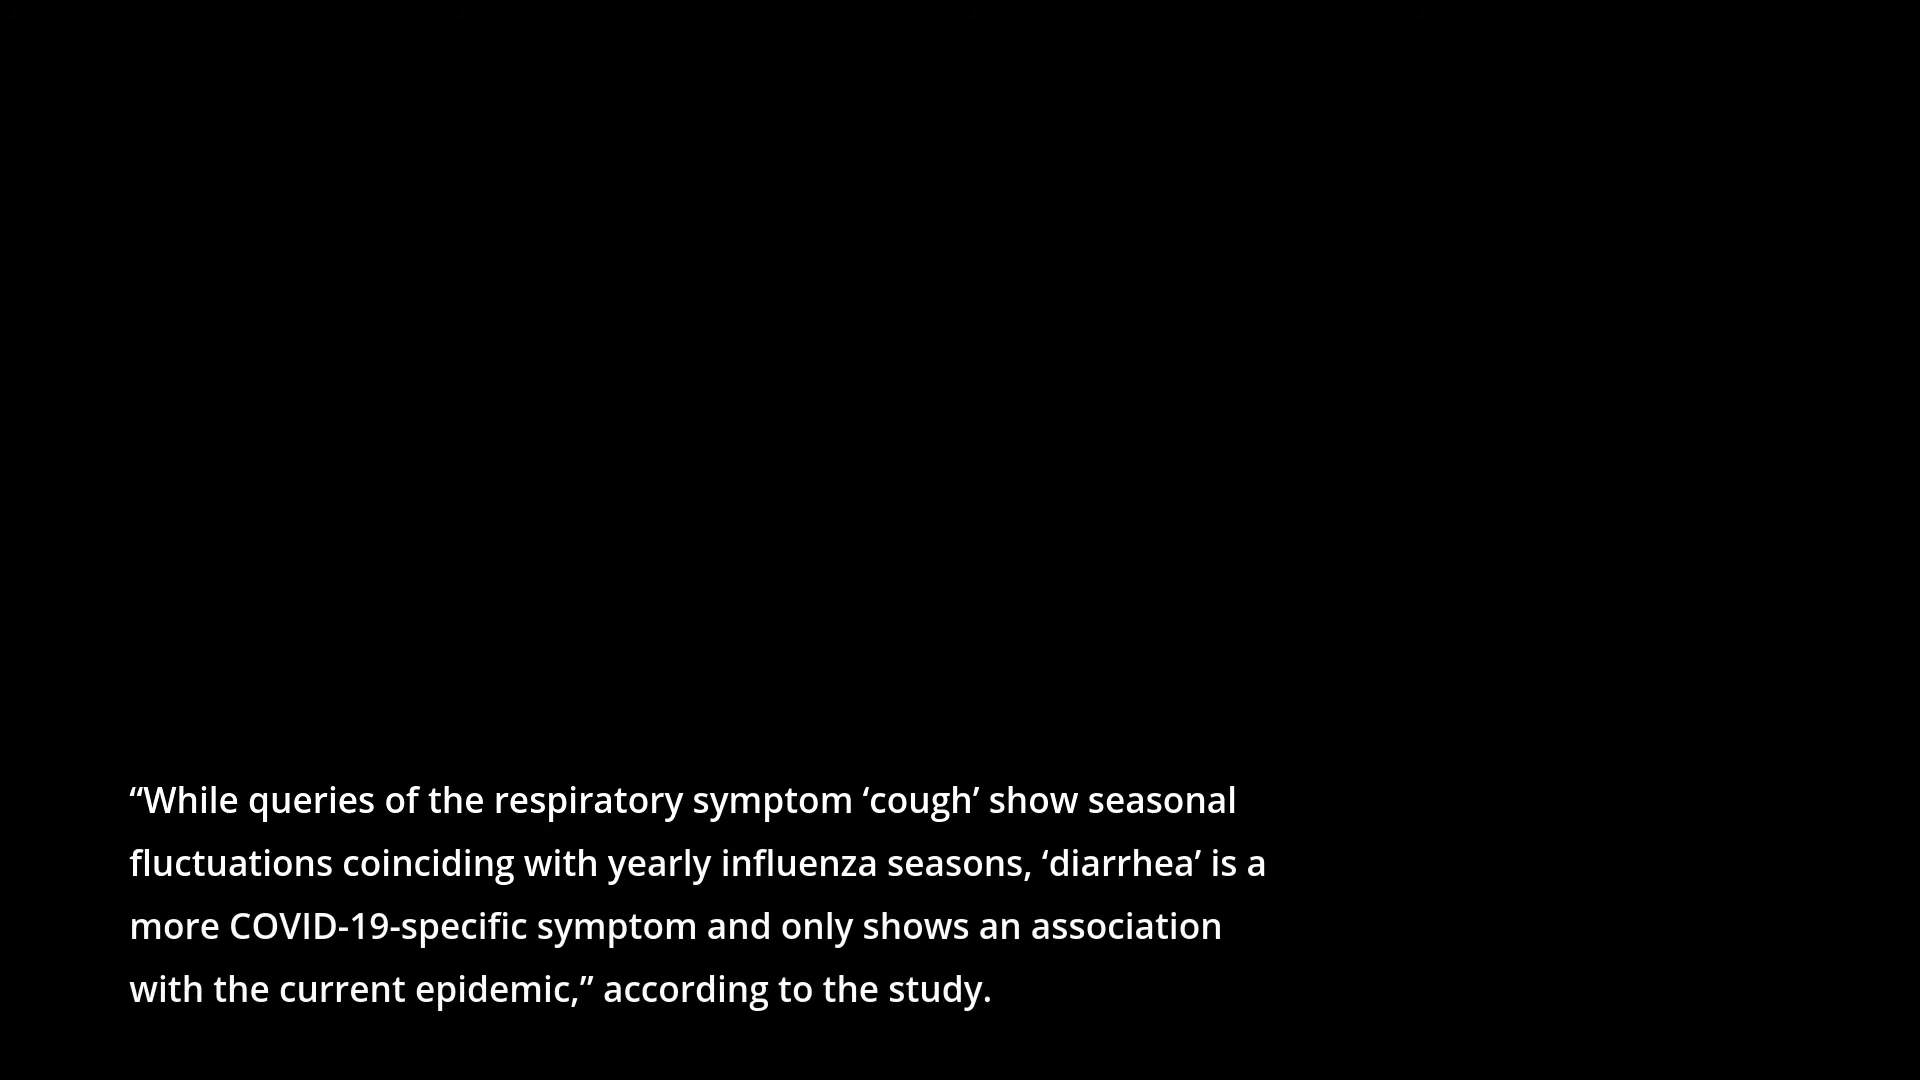 “While queries of the respiratory symptom ‘cough’ show seasonal
fluctuations coinciding with yearly influenza seasons, ‘diarrhea’ is a
more COVID-19-specific symptom and only shows an association
with the current epidemic,” according to the study.